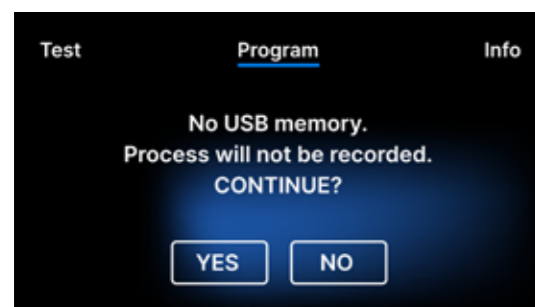 Test Program Info
No USB memory.
Process will not be recorded.
CONTINUE?
YES NO